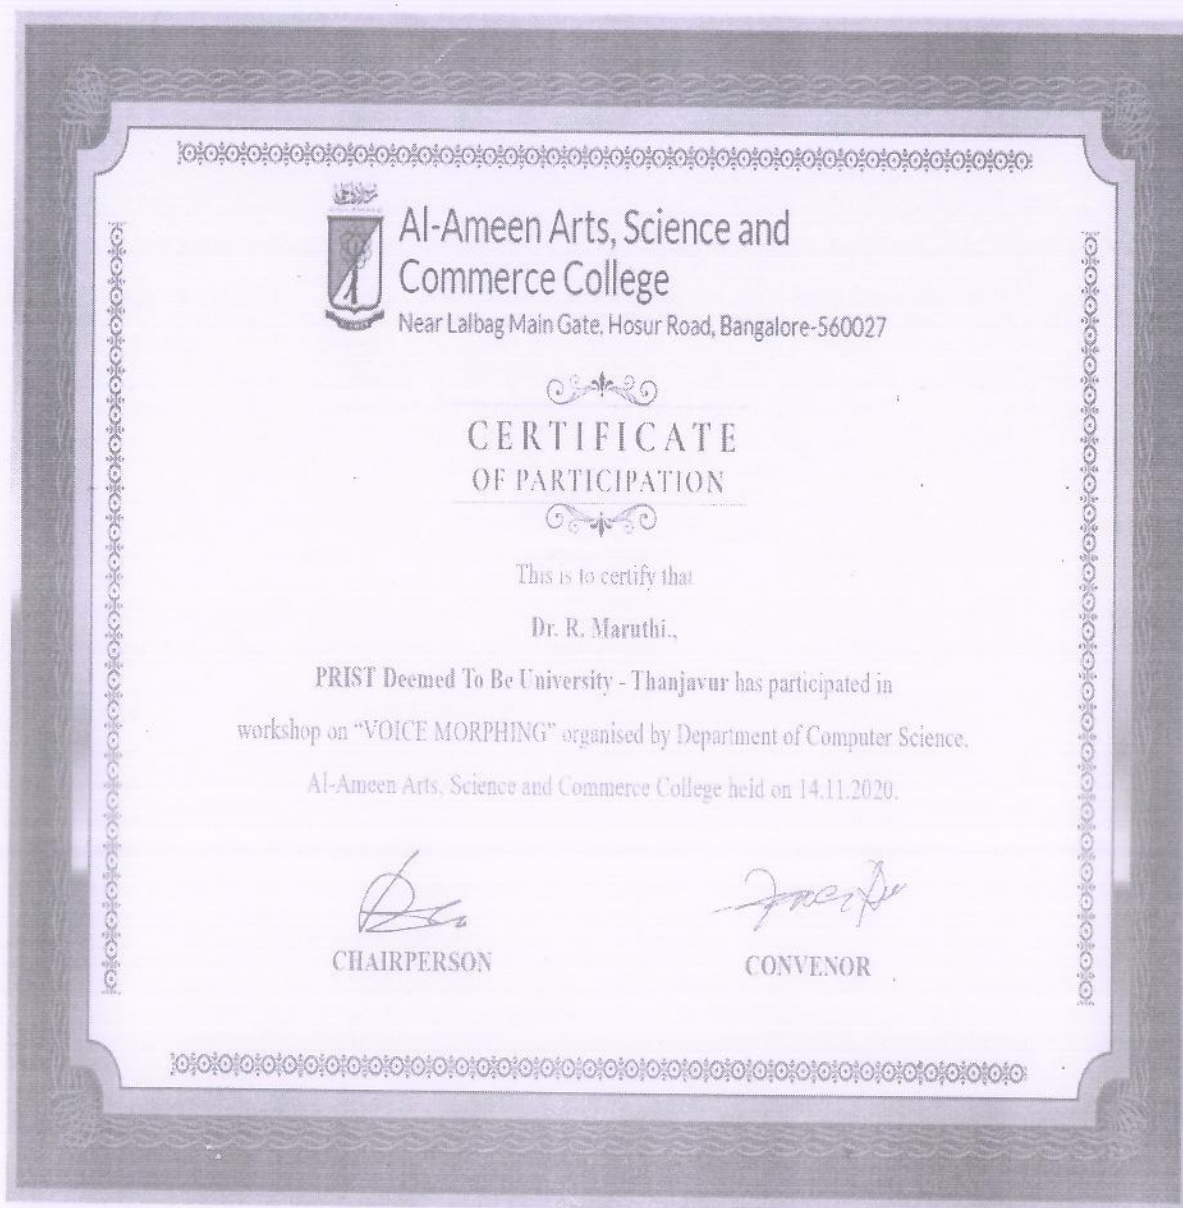 Al-Ameen Arts, Science and
Commerce College
Near Lalbag Main Gate, Hosur Road, Bangalore-560027
CERTIFICATE
OF PARTICIPATION
This is to certify that
Dr. R. Maruthi.,
PRIST Deemed To Be University - Thanjavur has participated in
workshop on “VOICE MORPHING” organised by Department of Computer Science,
Al-Ameen Arts, Science and Commerce College held on 14.11.2020.
CHAIRPERSON
CONVENOR